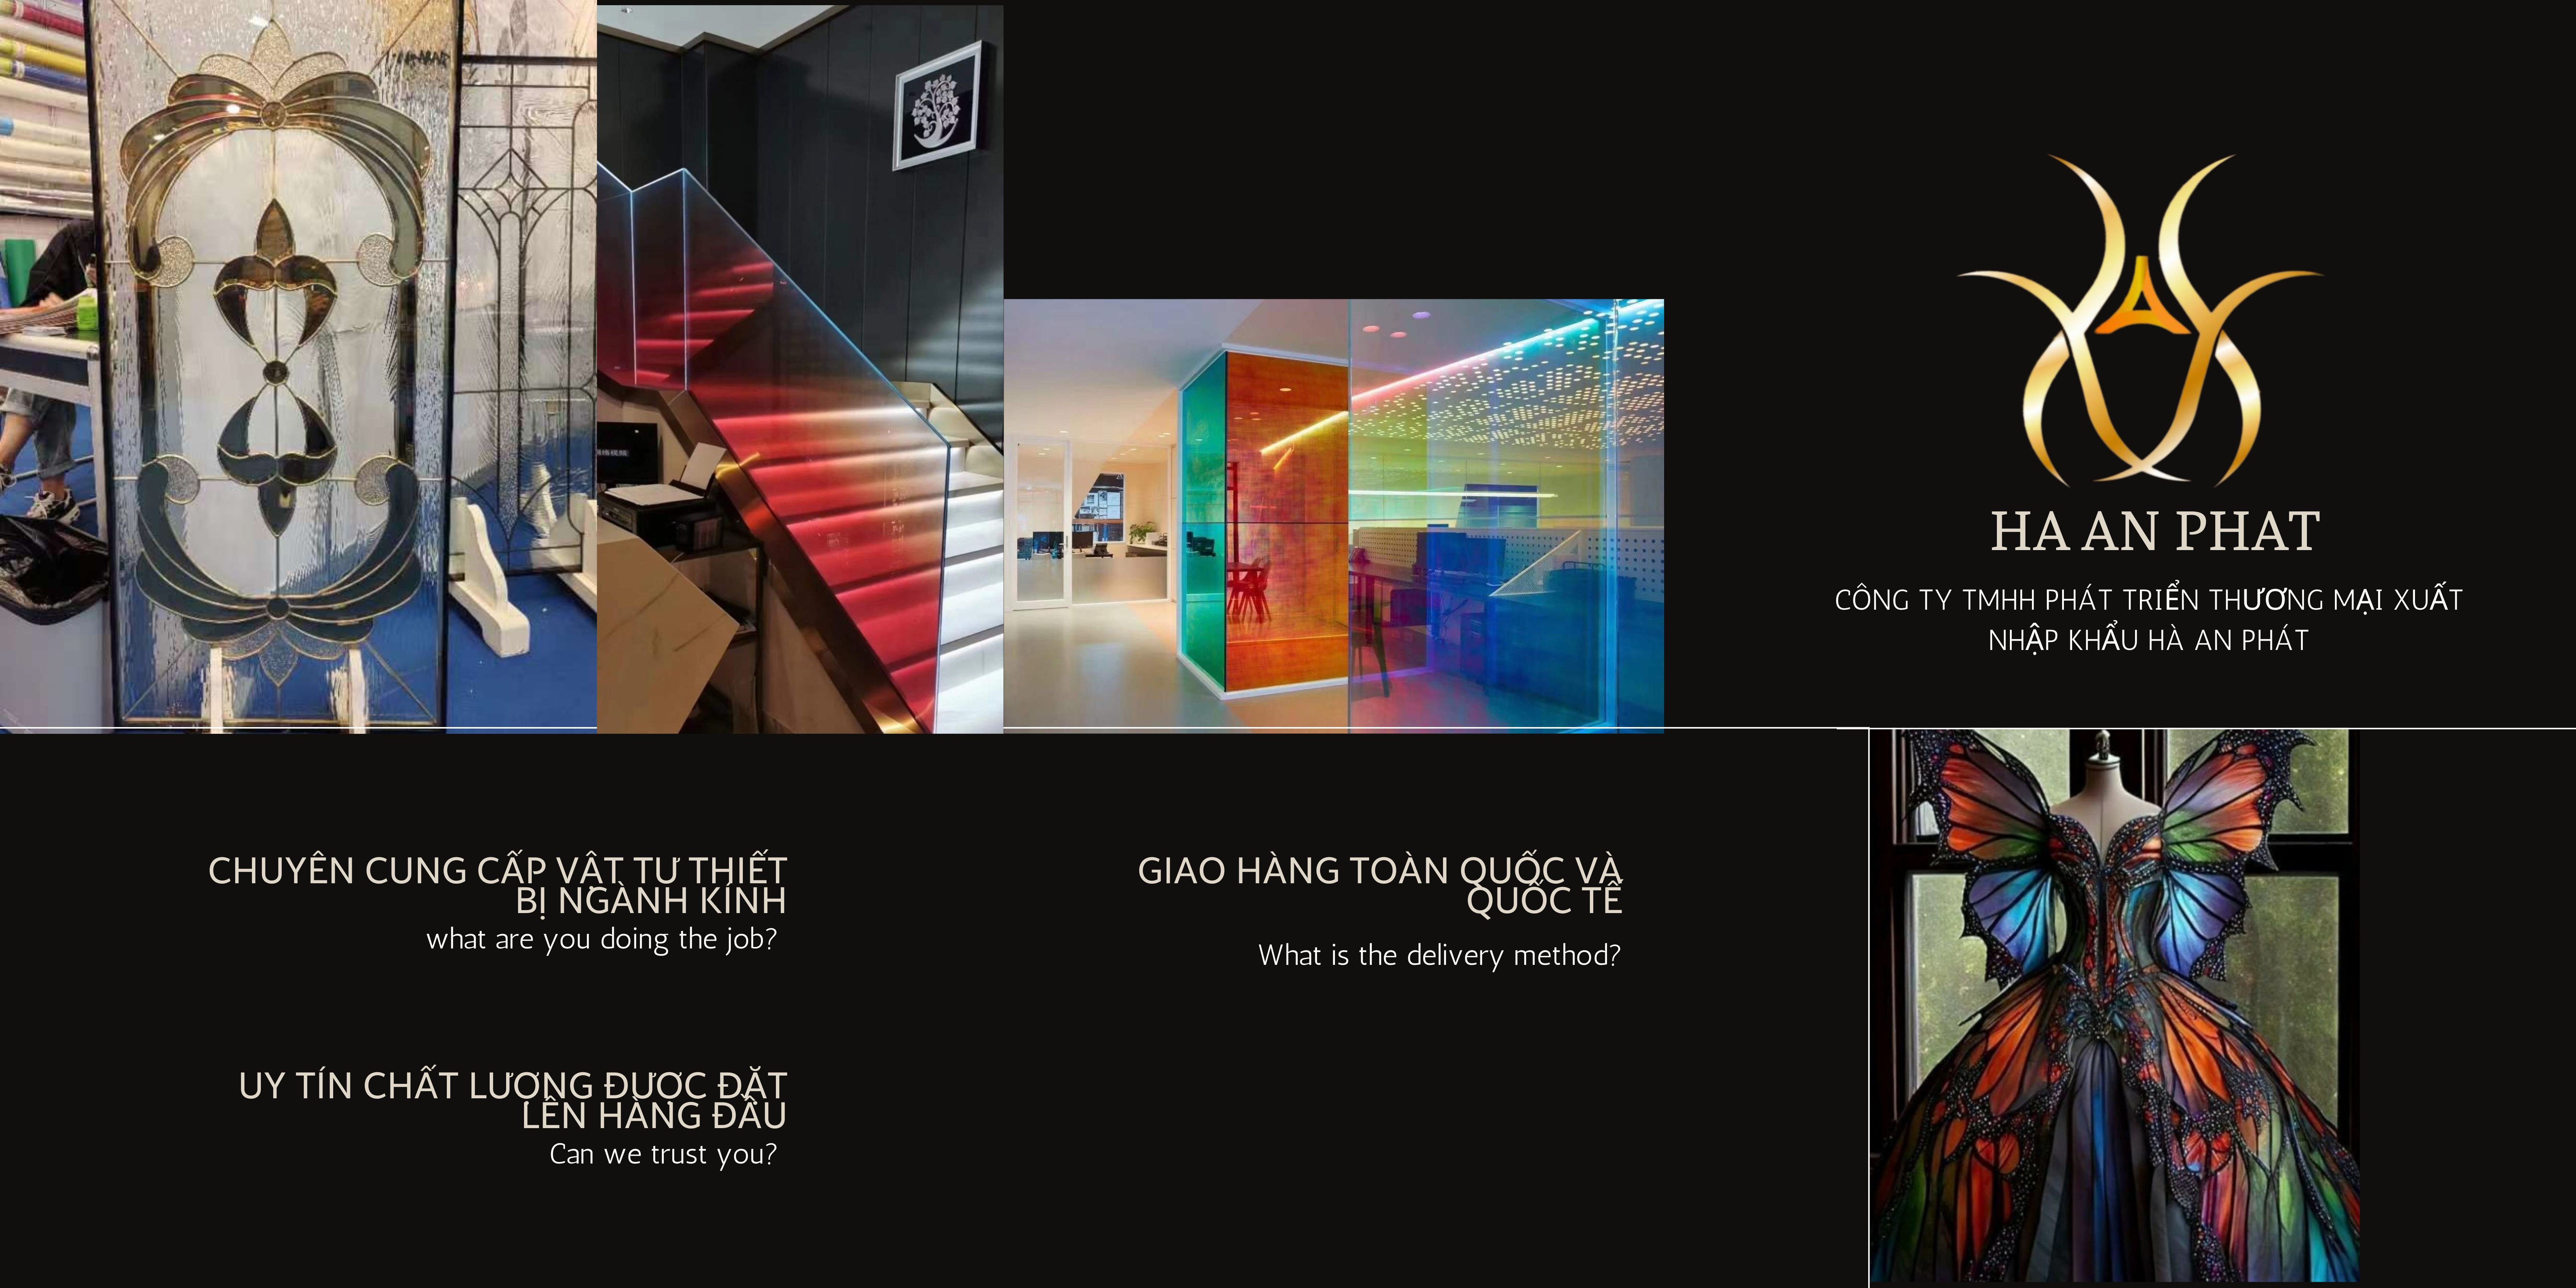 HA AN PHAT
CÔNG TY TMHH PHÁT TRIỂN THƯƠNG MẠI XUẤT
NHẬP KHẨU HÀ AN PHÁT
CHUYÊN CUNG CẤP VẬT TƯ THIẾT
BỊ NGÀNH KÍNH
what are you doing the job?
UY TÍN CHẤT LƯỢNG ĐƯỢC ĐẶT
LÊN HÀNG ĐẦU
Can we trust you?
GIAO HÀNG TOÀN QUỐC VÀ
QUỐC TẾ
What is the delivery method?